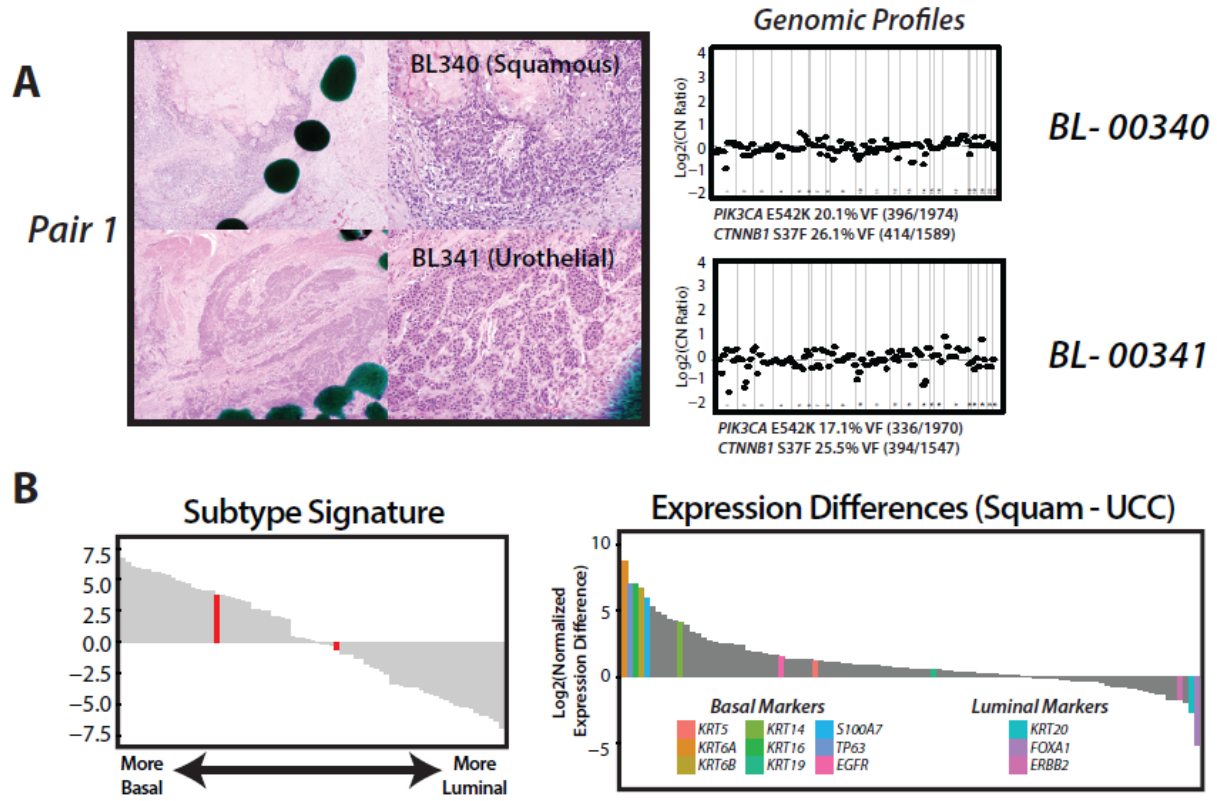 A
Pair 1
BL340 (Squamous)
BL341 (Urothelial)
Genomic Profiles
Log2(CN Ratio)
4
3
2
1
0
−1
−2
PIK3CA E542K 20.1% VF (396/1974)
CTNNB1 S37F 26.1% VF (414/1589)
BL- 00340
Log2(CN Ratio)
4
3
2
1
0
−1
−2
PIK3CA E542K 17.1% VF (336/1970)
CTNNB1 S37F 25.5% VF (394/1547)
BL- 00341
B
Subtype Signature
7.5
5.0
2.5
0.0
−2.5
−5.0
−7.5
More
Basal
More
Luminal
Expression Differences (Squam - UCC)
Log2(Normalized
Expression Difference)
10
5
0
−5
Basal Markers
KRT5
KRT6A
KRT6B
KRT14
KRT16
KRT19
S100A7
TP63
EGFR
Luminal Markers
KRT20
FOXA1
ERBB2